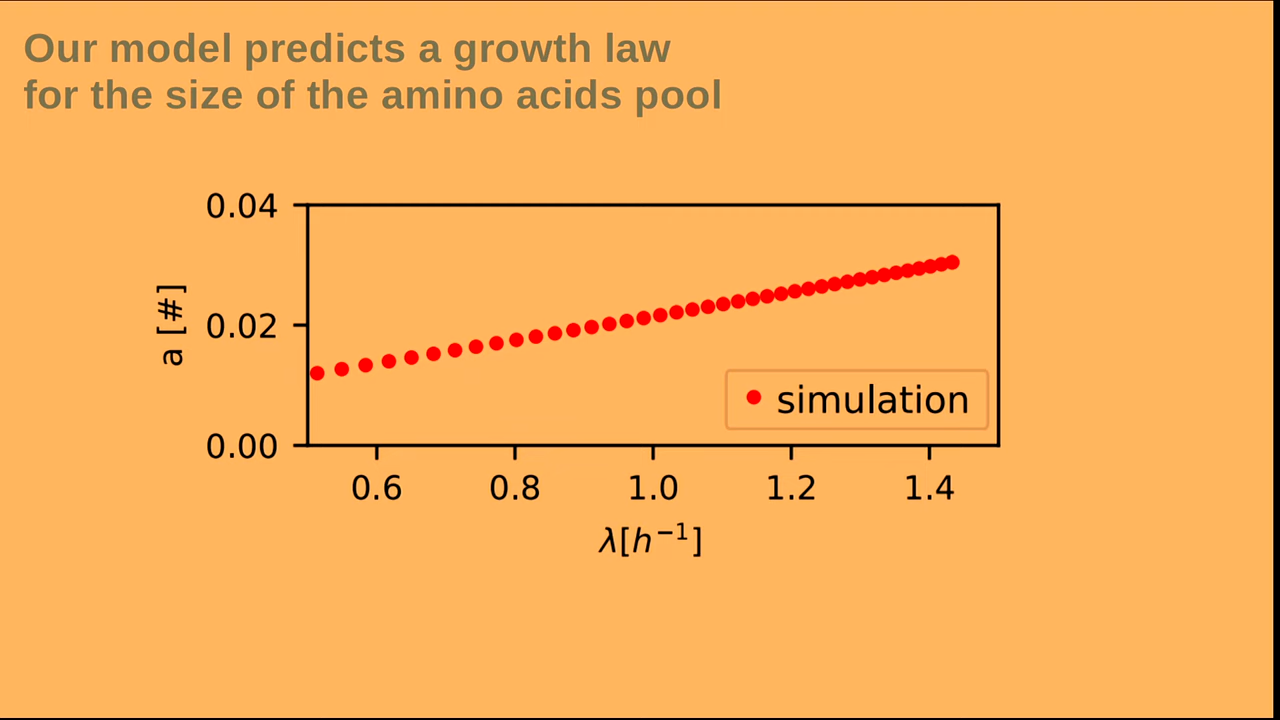 Our model predicts a growth law
for the size of the amino acids pool
0.04
0.02
0.00
a [#]
simulation
0.6 0.8 1.0 1.2 1.4
λ[h⁻¹]